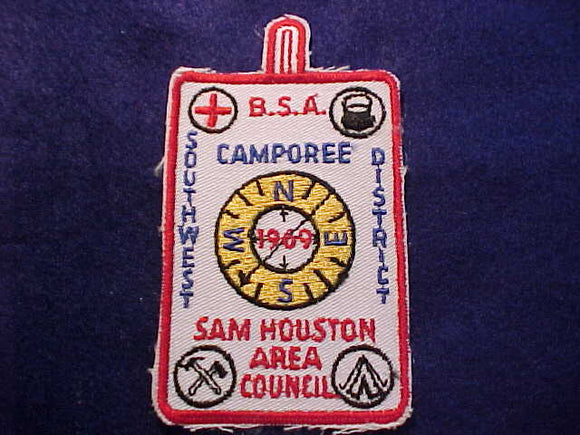 B.S.A.
CAMPOREE
SOUTHWEST
DISTRICT
N
W 1969 E
S
SAM HOUSTON
AREA
COUNCIL